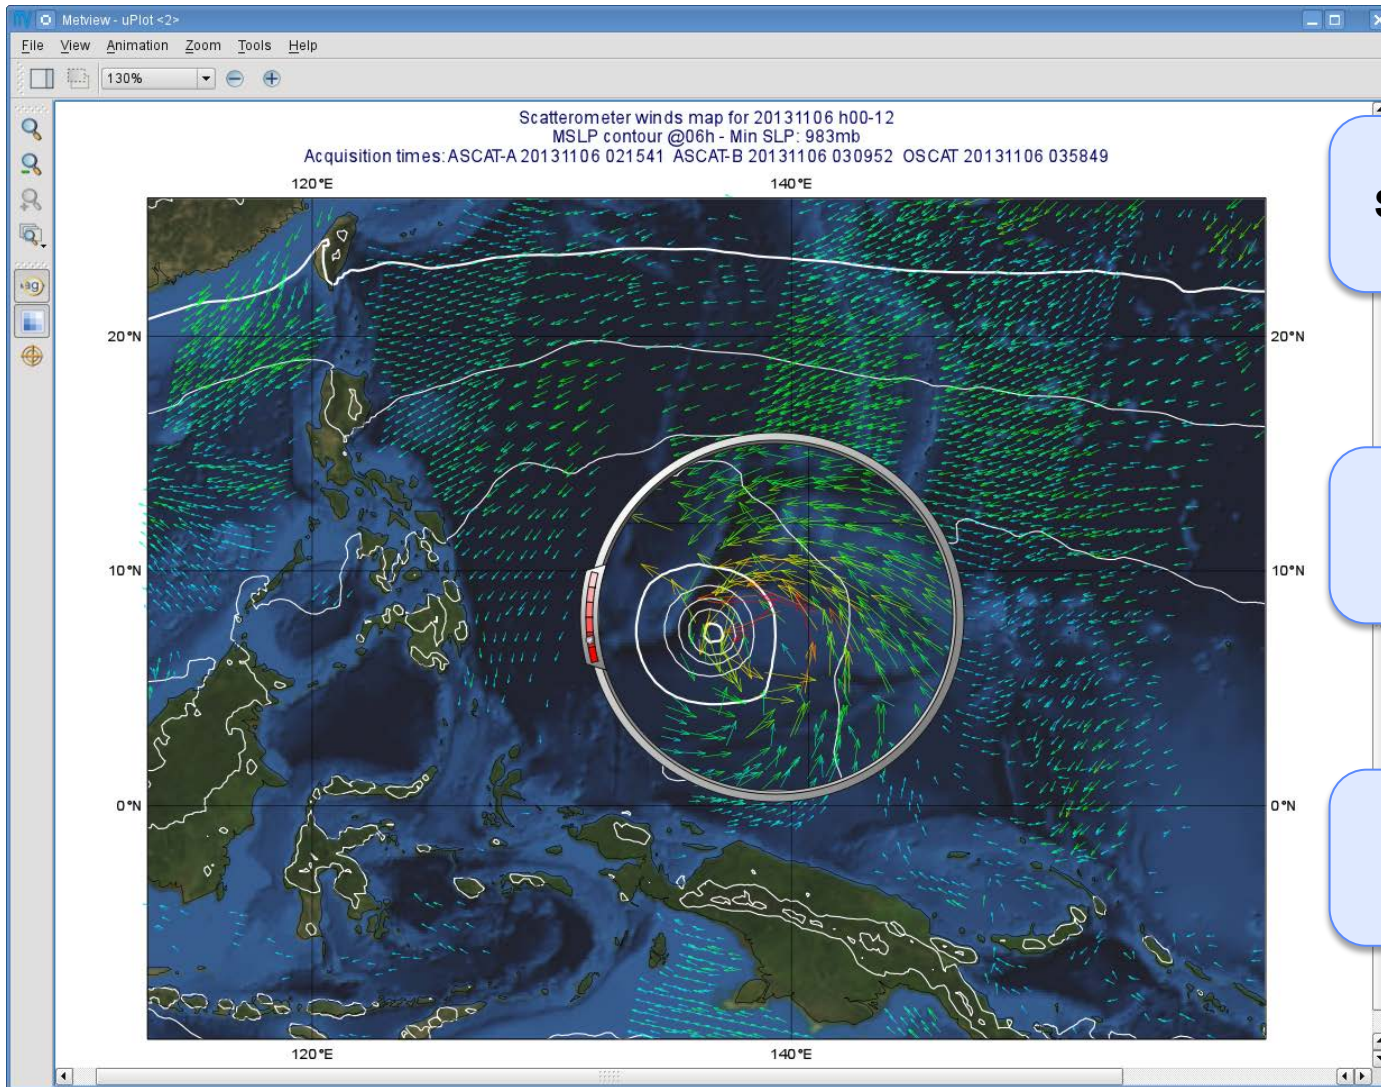 Metview - uPlot <2>
File View Animation Zoom Tools Help
130%
Scatterometer winds map for 20131106 h00-12
MSLP contour @06h - Min SLP: 983mb
Acquisition times: ASCAT-A 20131106 021541 ASCAT-B 20131106 030952 OSCAT 20131106 035849
120°E 140°E
20°N 20°N
10°N 10°N
0°N 0°N
120°E 140°E